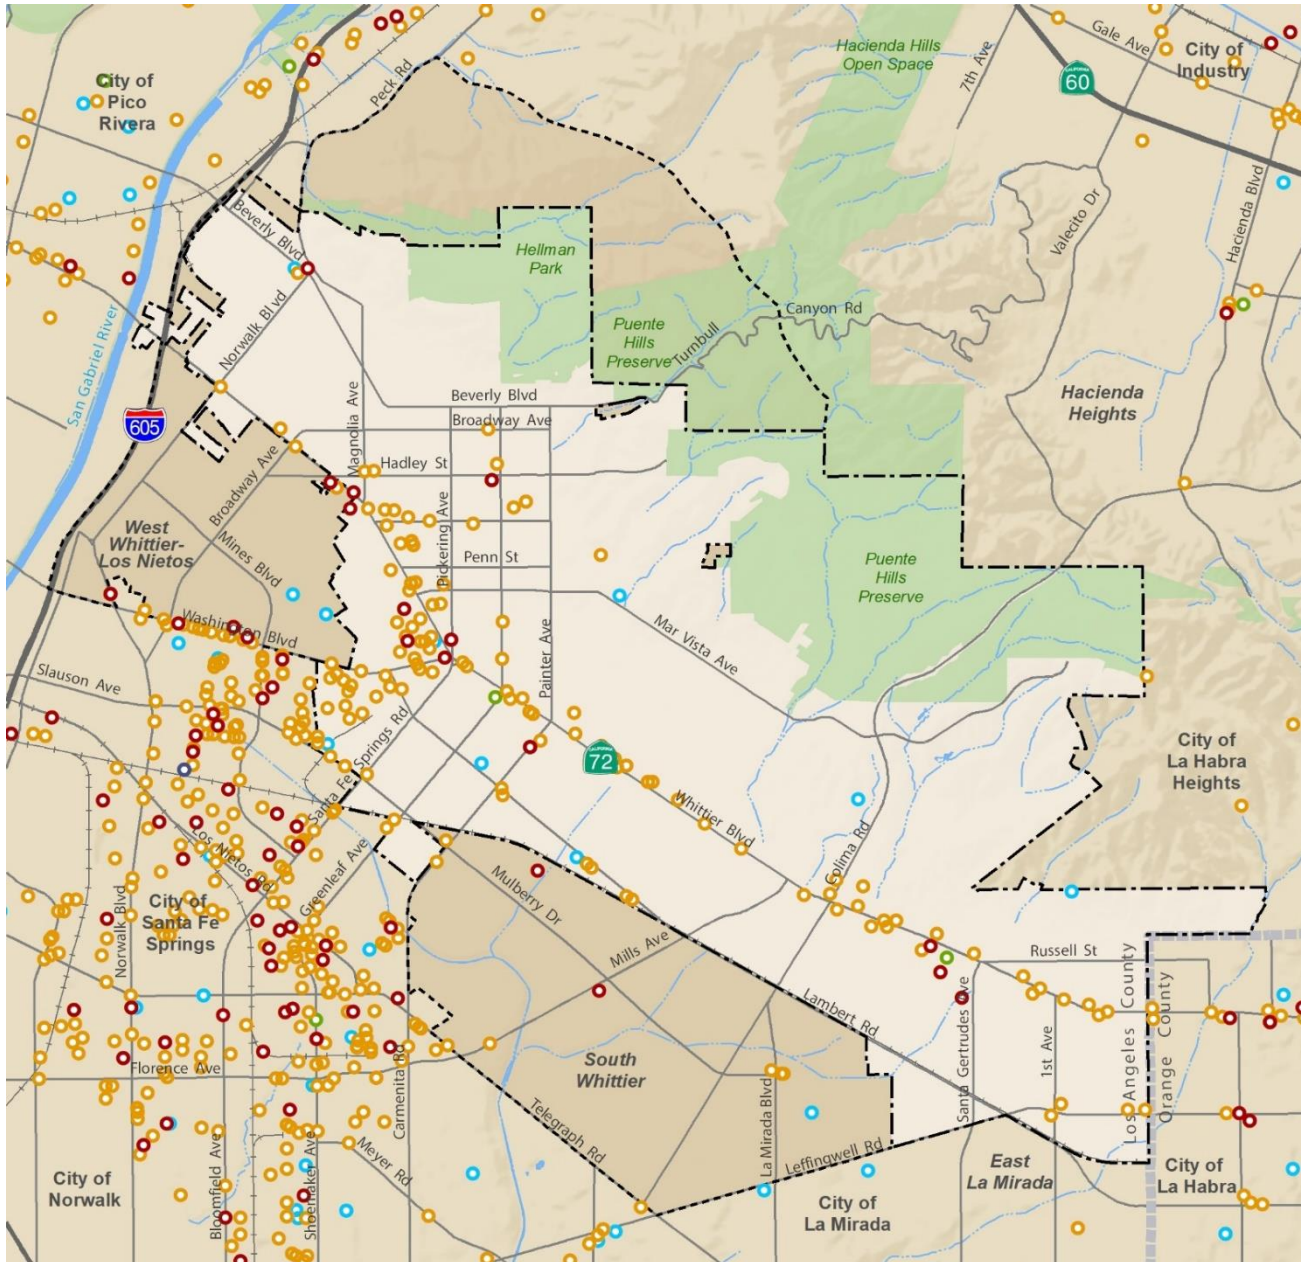 Hacienda Hills
Open Space
7th Ave
Gale Ave
City of
Industry
CALIFORNIA
60
Peck Rd
City of
Pico
Rivera
Hacienda Blvd
Valecito Dr
Beverly Blvd
Hellman
Park
Canyon Rd
Turnbull
Puente
Hills
Preserve
San Gabriel River
Norwalk Blvd
605
Hacienda
Heights
Beverly Blvd
Broadway Ave
Magnolia Ave
Hadley St
Broadway Ave
Pickering Ave
West
Whittier-
Los Nietos
Mines Blvd
Penn St
Puente
Hills
Preserve
Washington Blvd
Mar Vista Ave
Painter Ave
Slauson Ave
Santa Fe Springs Rd
CALIFORNIA
72
Whittier Blvd
City of
La Habra
Heights
Colima Rd
Los Nietos Rd
Greenleaf Ave
Mulberry Dr
Mills Ave
City of
Santa Fe
Springs
Norwalk Blvd
Russell St
Lambert Rd
Santa Gertrudes Ave
1st Ave
Los Angeles County
Orange County
South
Whittier
Florence Ave
Carmenita Rd
La Mirada Blvd
Telegraph Rd
Leffingwell Rd
Meyer Rd
Bloomfield Ave
Shoemaker Ave
City of
Norwalk
City of
La Mirada
East
La Mirada
City of
La Habra